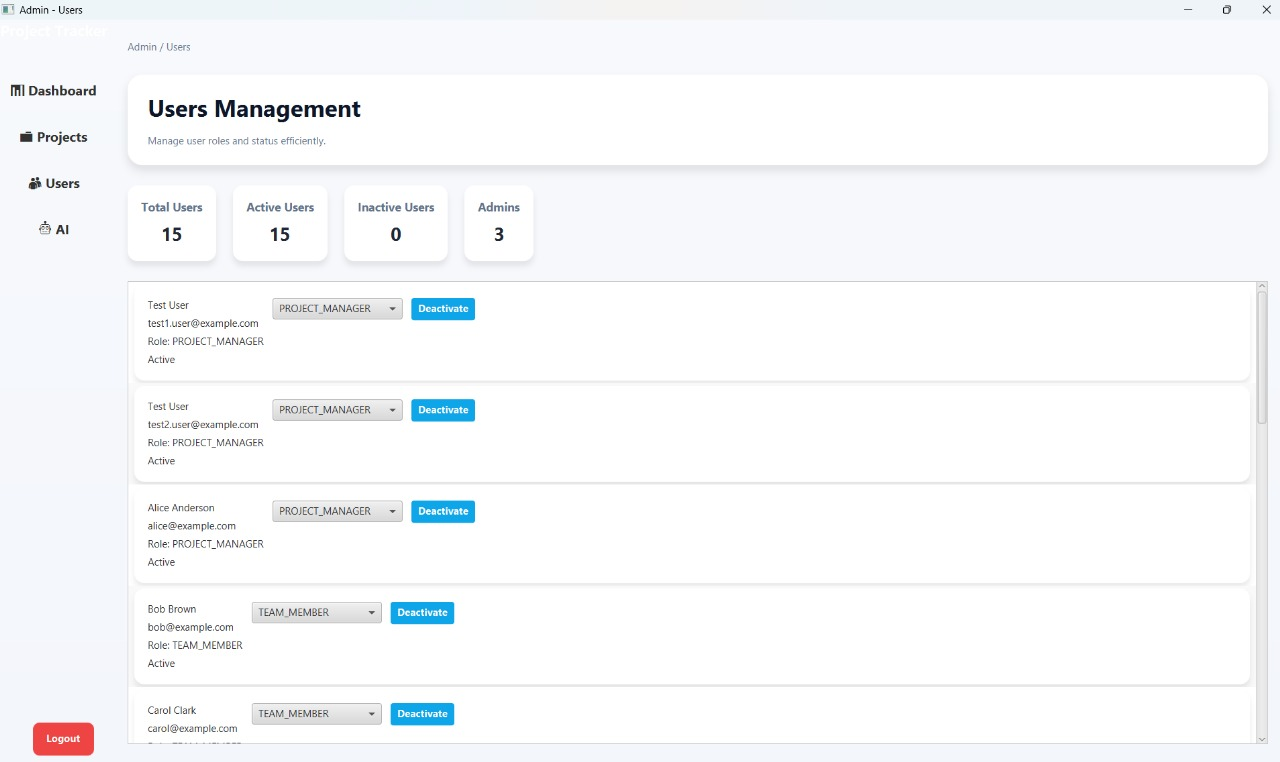 Admin - Users
Project Tracker
Admin / Users
Dashboard
Projects
Users
AI
Logout
Users Management
Manage user roles and status efficiently.
Total Users
15
Active Users
15
Inactive Users
0
Admins
3
Test User
test1.user@example.com
Role: PROJECT_MANAGER
Active
PROJECT_MANAGER
Deactivate
Test User
test2.user@example.com
Role: PROJECT_MANAGER
Active
PROJECT_MANAGER
Deactivate
Alice Anderson
alice@example.com
Role: PROJECT_MANAGER
Active
PROJECT_MANAGER
Deactivate
Bob Brown
bob@example.com
Role: TEAM_MEMBER
Active
TEAM_MEMBER
Deactivate
Carol Clark
carol@example.com
TEAM_MEMBER
Deactivate